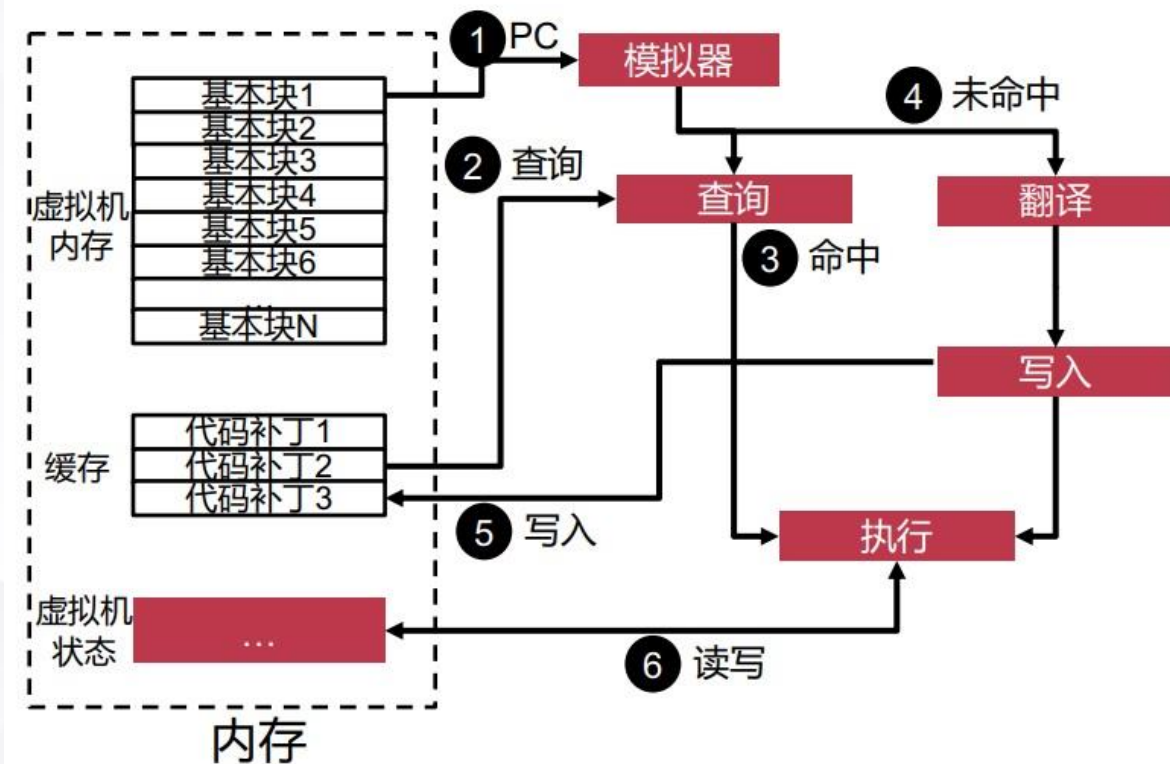 1 PC
模拟器
4 未命中
基本块1
基本块2
基本块3
基本块4
基本块5
基本块6
...
基本块N
虚拟机
内存
2 查询
查询
翻译
3 命中
写入
代码补丁1
代码补丁2
代码补丁3
缓存
5 写入
执行
虚拟机
状态
...
6 读写
内存